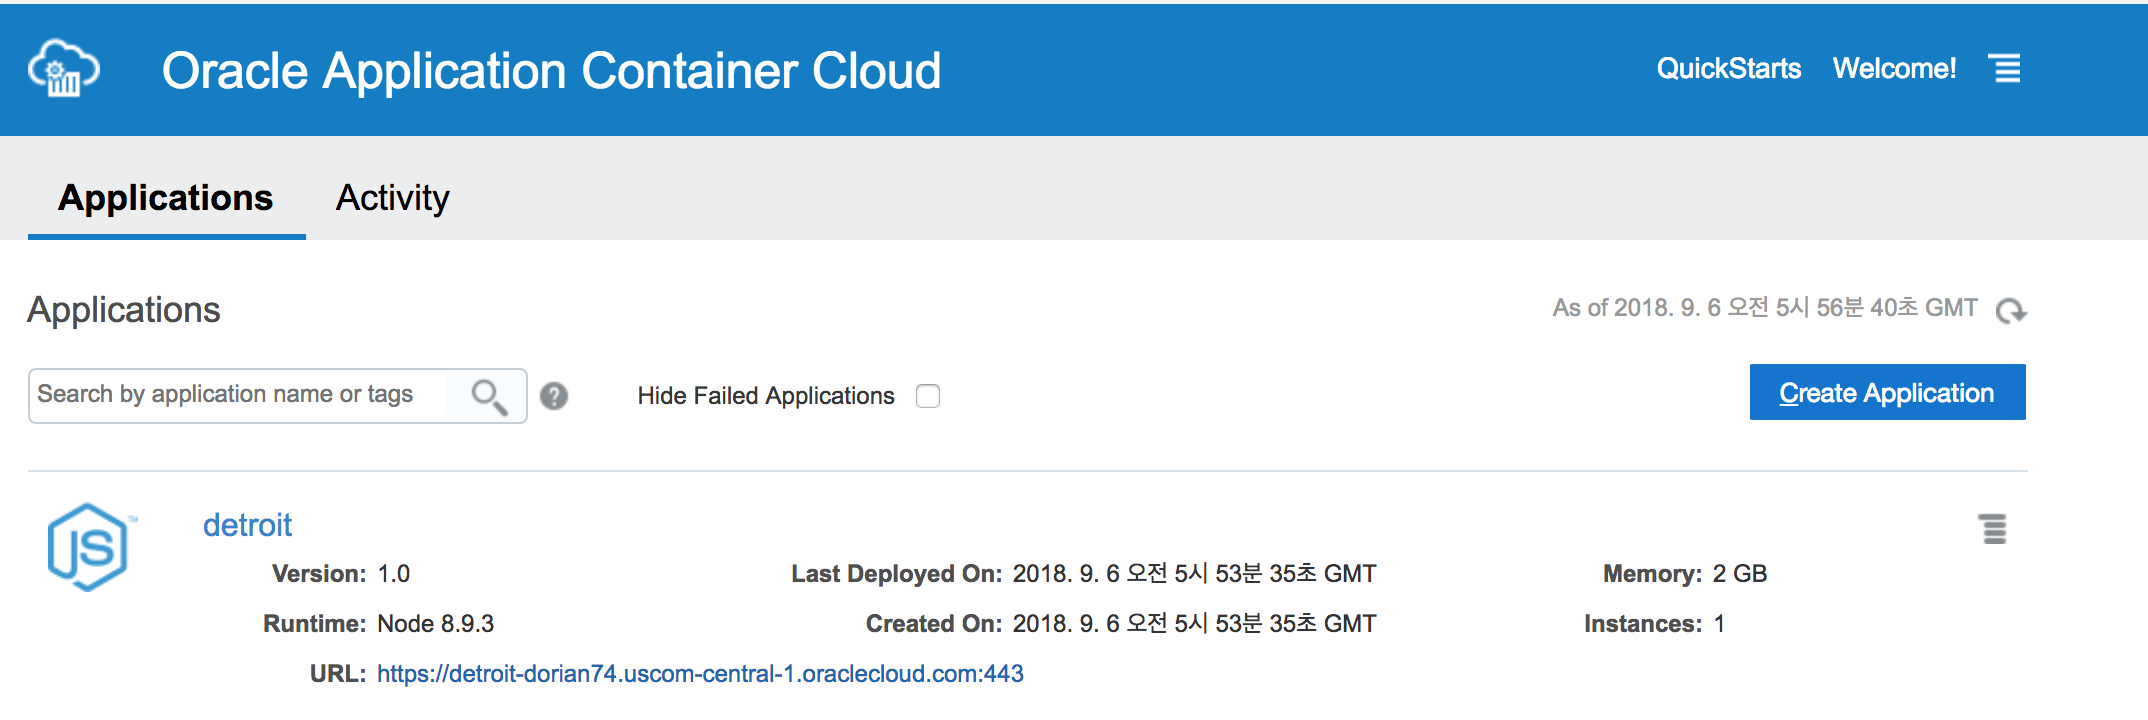 Oracle Application Container Cloud
QuickStarts Welcome!
Applications Activity
Applications
As of 2018. 9. 6 오전 5시 56분 40초 GMT
Search by application name or tags
?
Hide Failed Applications
Create Application
JS™
detroit
Version: 1.0
Last Deployed On: 2018. 9. 6 오전 5시 53분 35초 GMT
Memory: 2 GB
Runtime: Node 8.9.3
Created On: 2018. 9. 6 오전 5시 53분 35초 GMT
Instances: 1
URL: https://detroit-dorian74.uscom-central-1.oraclecloud.com:443